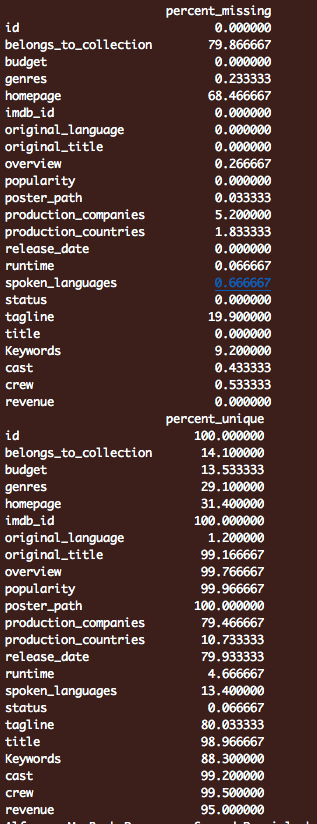 percent_missing
id 0.000000
belongs_to_collection 79.866667
budget 0.000000
genres 0.233333
homepage 68.466667
imdb_id 0.000000
original_language 0.000000
original_title 0.000000
overview 0.266667
popularity 0.000000
poster_path 0.033333
production_companies 5.200000
production_countries 1.833333
release_date 0.000000
runtime 0.066667
spoken_languages 0.666667
status 0.000000
tagline 19.900000
title 0.000000
Keywords 9.200000
cast 0.433333
crew 0.533333
revenue 0.000000
percent_unique
id 100.000000
belongs_to_collection 14.100000
budget 13.533333
genres 29.100000
homepage 31.400000
imdb_id 100.000000
original_language 1.200000
original_title 99.166667
overview 99.766667
popularity 99.966667
poster_path 100.000000
production_companies 79.466667
production_countries 10.733333
release_date 79.933333
runtime 4.666667
spoken_languages 13.400000
status 0.066667
tagline 80.033333
title 98.966667
Keywords 88.300000
cast 99.200000
crew 99.500000
revenue 95.000000